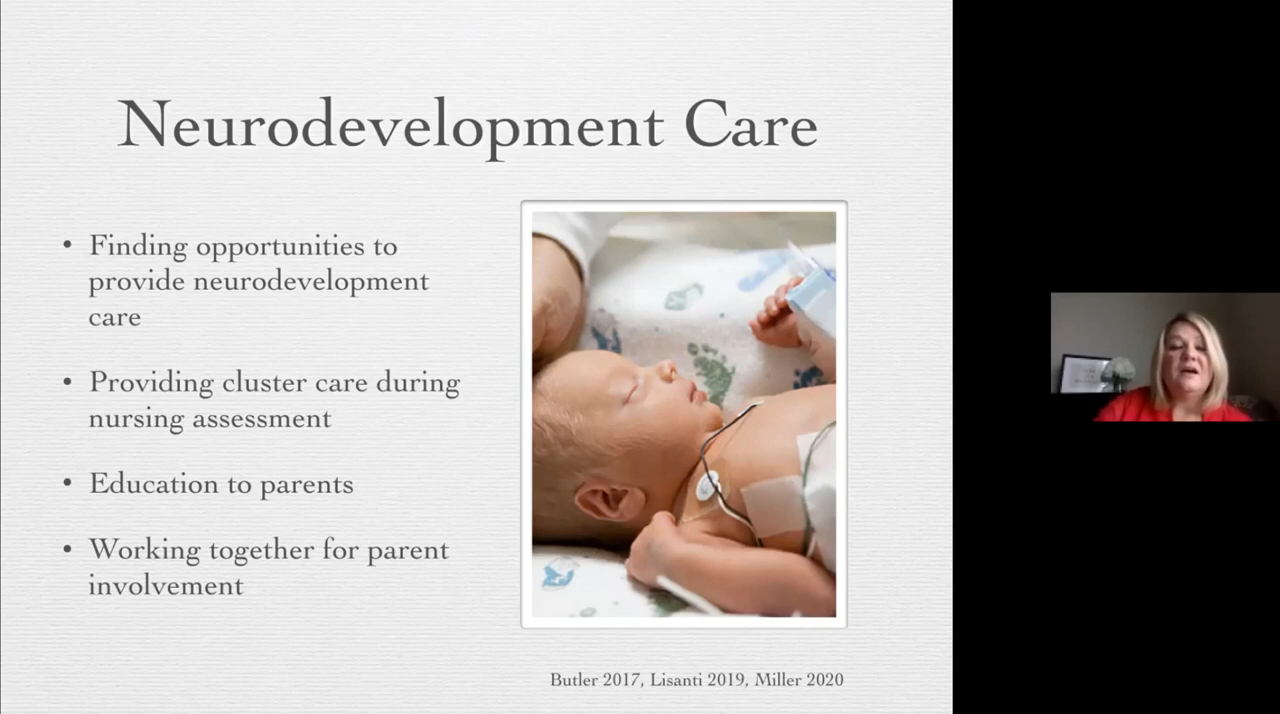 Neurodevelopment Care
• Finding opportunities to
provide neurodevelopment
care
• Providing cluster care during
nursing assessment
• Education to parents
• Working together for parent
involvement
Butler 2017, Lisanti 2019, Miller 2020